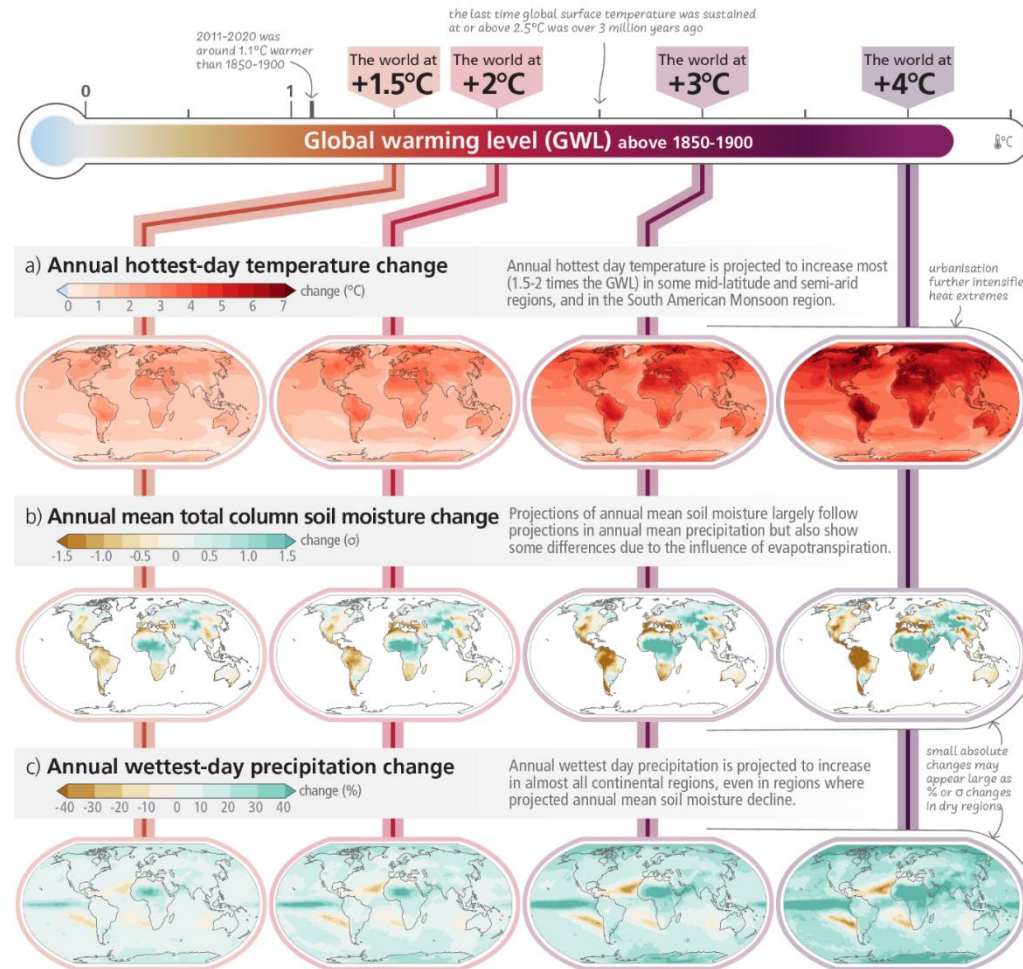 the last time global surface temperature was sustained
at or above 2.5°C was over 3 million years ago
2011-2020 was
around 1.1°C warmer
than 1850-1900
The world at
+1.5°C
The world at
+2°C
The world at
+3°C
The world at
+4°C
0
1
Global warming level (GWL) above 1850-1900
°C
a) Annual hottest-day temperature change
change (°C)
0 1 2 3 4 5 6 7
Annual hottest day temperature is projected to increase most
(1.5-2 times the GWL) in some mid-latitude and semi-arid
regions, and in the South American Monsoon region.
urbanisation
further intensifie
heat extremes
b) Annual mean total column soil moisture change
change (σ)
-1.5 -1.0 -0.5 0 0.5 1.0 1.5
Projections of annual mean soil moisture largely follow
projections in annual mean precipitation but also show
some differences due to the influence of evapotranspiration.
c) Annual wettest-day precipitation change
change (%)
-40 -30 -20 -10 0 10 20 30 40
Annual wettest day precipitation is projected to increase
in almost all continental regions, even in regions where
projected annual mean soil moisture decline.
small absolute
changes may
appear large as
% or σ changes
in dry regions